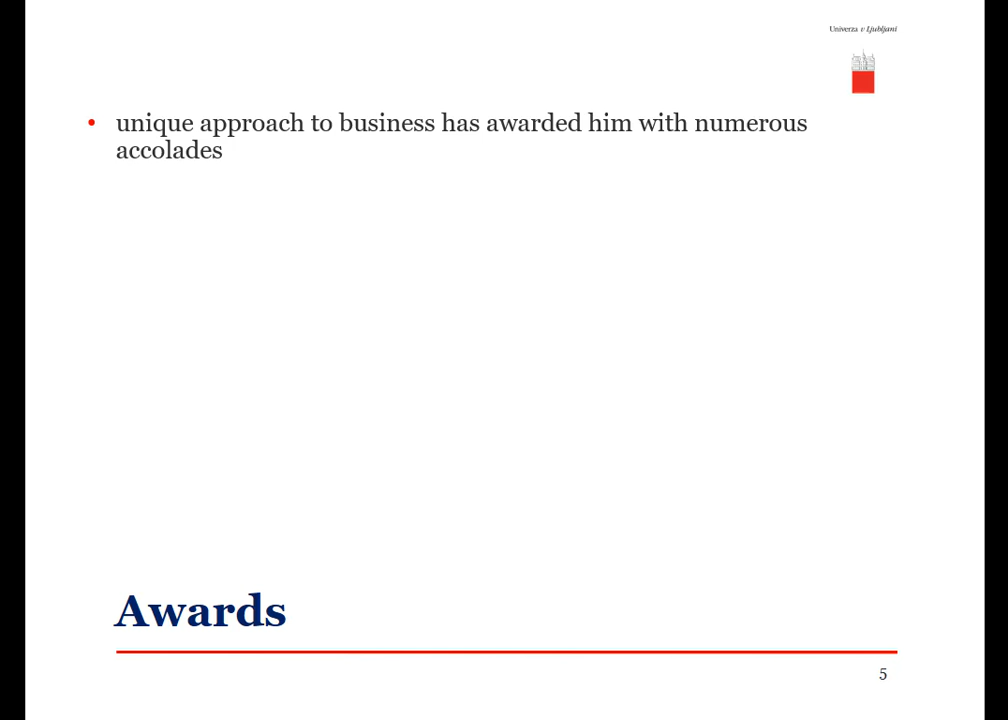 Univerza v Ljubljani
• unique approach to business has awarded him with numerous
accolades
Awards
5